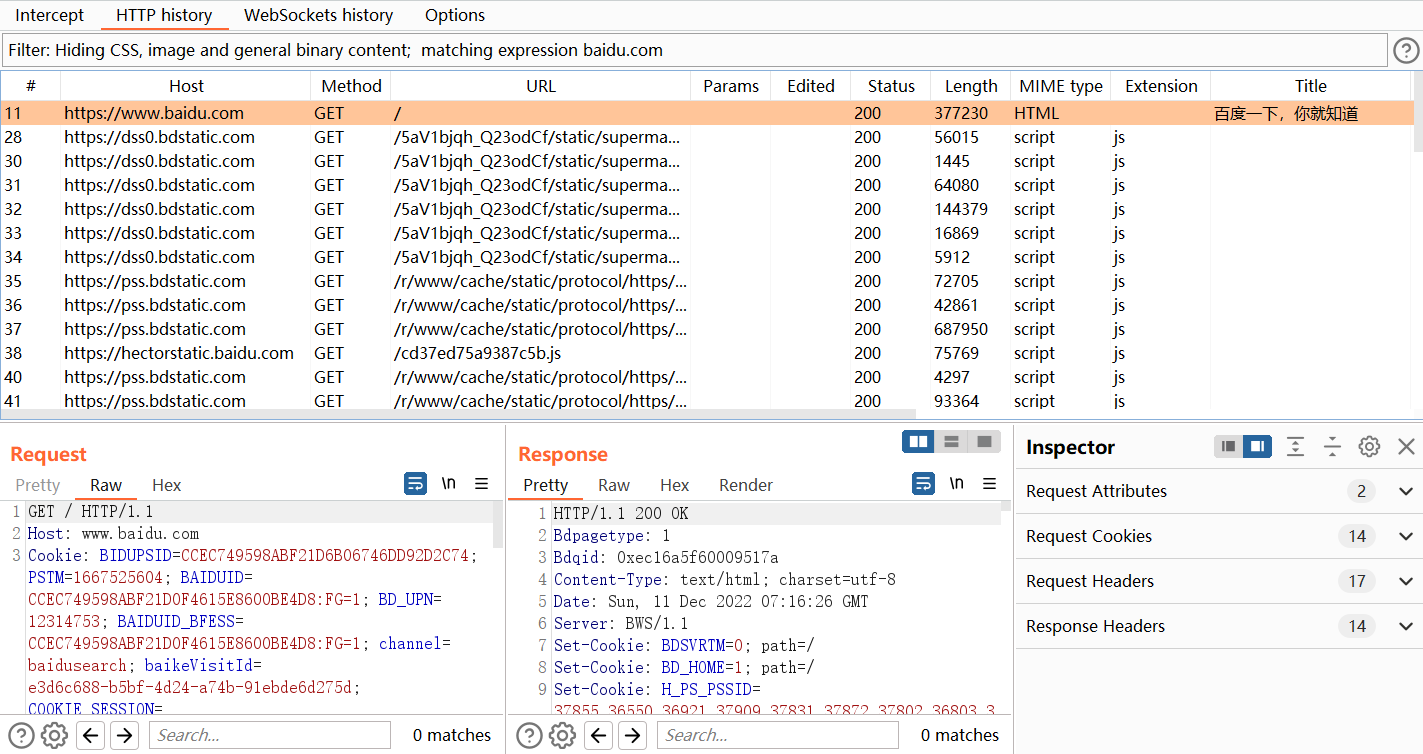 Intercept HTTP history WebSockets history Options
Filter: Hiding CSS, image and general binary content; matching expression baidu.com
# Host Method URL Params Edited Status Length MIME type Extension Title
11 https://www.baidu.com GET / 200 377230 HTML 百度一下，你就知道
28 https://dss0.bdstatic.com GET /5aV1bjqh_Q23odCf/static/superma... 200 56015 script js
30 https://dss0.bdstatic.com GET /5aV1bjqh_Q23odCf/static/superma... 200 1445 script js
31 https://dss0.bdstatic.com GET /5aV1bjqh_Q23odCf/static/superma... 200 64080 script js
32 https://dss0.bdstatic.com GET /5aV1bjqh_Q23odCf/static/superma... 200 144379 script js
33 https://dss0.bdstatic.com GET /5aV1bjqh_Q23odCf/static/superma... 200 16869 script js
34 https://dss0.bdstatic.com GET /5aV1bjqh_Q23odCf/static/superma... 200 5912 script js
35 https://pss.bdstatic.com GET /r/www/cache/static/protocol/https/... 200 72705 script js
36 https://pss.bdstatic.com GET /r/www/cache/static/protocol/https/... 200 42861 script js
37 https://pss.bdstatic.com GET /r/www/cache/static/protocol/https/... 200 687950 script js
38 https://hectorstatic.baidu.com GET /cd37ed75a9387c5b.js 200 75769 script js
40 https://pss.bdstatic.com GET /r/www/cache/static/protocol/https/... 200 4297 script js
41 https://pss.bdstatic.com GET /r/www/cache/static/protocol/https/... 200 93364 script js
Request
Pretty Raw Hex \n
1 GET / HTTP/1.1
2 Host: www.baidu.com
3 Cookie: BIDUPSID=CCEC749598ABF21D6B06746DD92D2C74;
PSTM=1667525604; BAIDUID=
CCEC749598ABF21D0F4615E8600BE4D8:FG=1; BD_UPN=
12314753; BAIDUID_BFESS=
CCEC749598ABF21D0F4615E8600BE4D8:FG=1; channel=
baidusearch; baikeVisitId=
e3d6c688-b5bf-4d24-a74b-91ebde6d275d;
COOKIE_SESSION=
Search... 0 matches
Response
Pretty Raw Hex Render \n
1 HTTP/1.1 200 OK
2 Bdpagetype: 1
3 Bdqid: 0xec16a5f60009517a
4 Content-Type: text/html; charset=utf-8
5 Date: Sun, 11 Dec 2022 07:16:26 GMT
6 Server: BWS/1.1
7 Set-Cookie: BDSVRTM=0; path=/
8 Set-Cookie: BD_HOME=1; path=/
9 Set-Cookie: H_PS_PSSID=
37855_36550_36921_37909_37831_37872_37802_36803_3
Search... 0 matches
Inspector
Request Attributes 2
Request Cookies 14
Request Headers 17
Response Headers 14